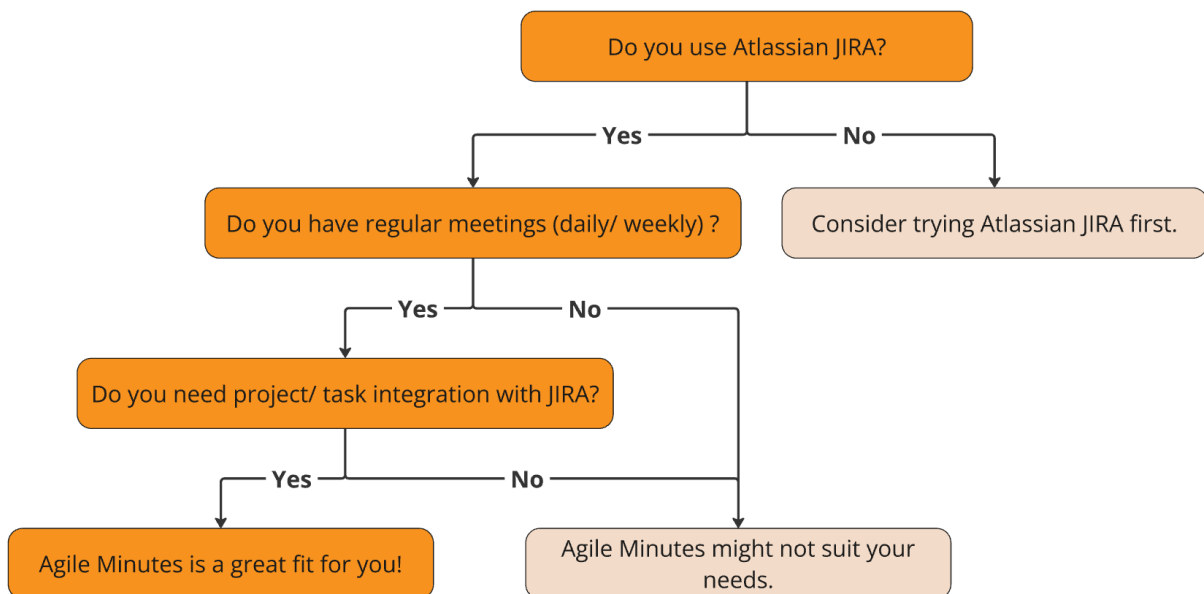 Do you use Atlassian JIRA?
Yes
No
Do you have regular meetings (daily/ weekly) ?
Consider trying Atlassian JIRA first.
Yes
No
Do you need project/ task integration with JIRA?
Yes
No
Agile Minutes is a great fit for you!
Agile Minutes might not suit your
needs.